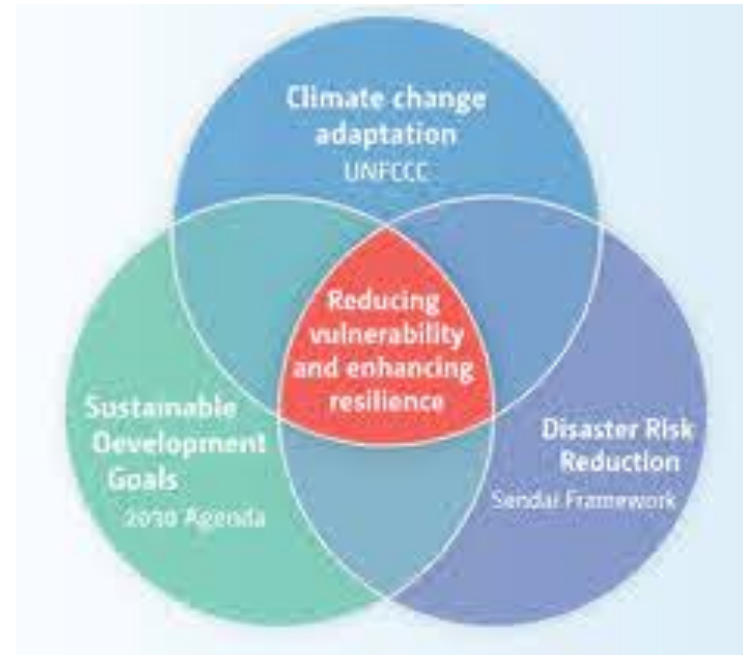 Climate change
adaptation
UNFCCC
Reducing
vulnerability
and enhancing
resilience
Sustainable
Development
Goals
2030 Agenda
Disaster Risk
Reduction
Sendai Framework